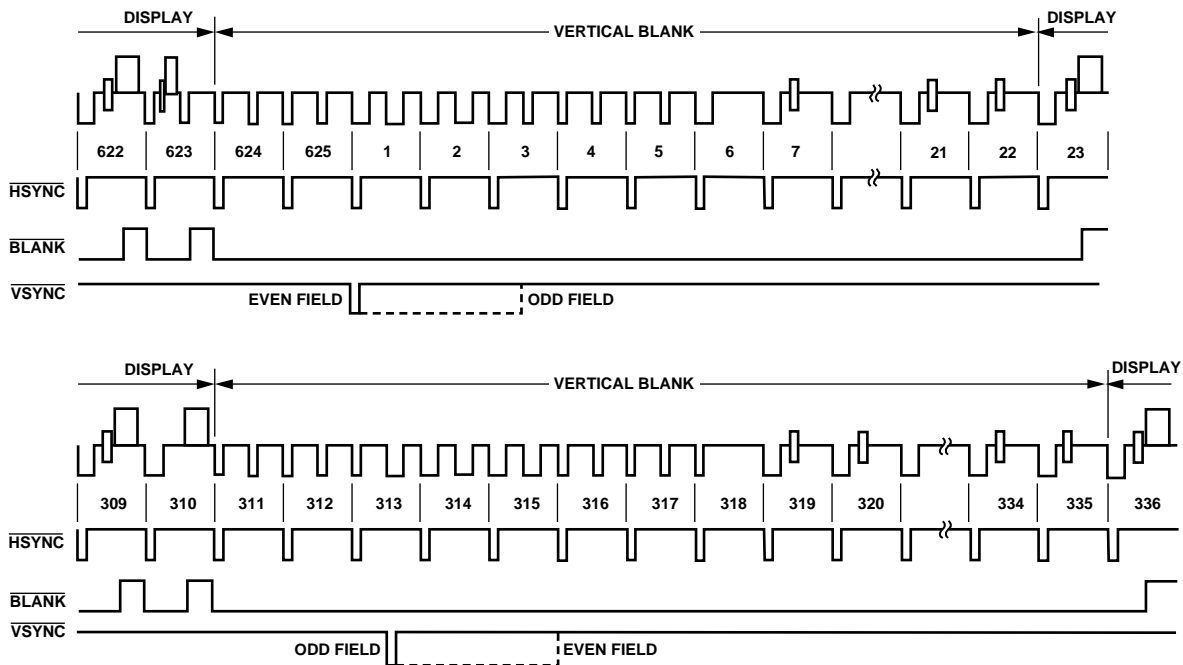 DISPLAY VERTICAL BLANK DISPLAY
622 623 624 625 1 2 3 4 5 6 7 21 22 23
HSYNC
BLANK
VSYNC
EVEN FIELD ODD FIELD
DISPLAY VERTICAL BLANK DISPLAY
309 310 311 312 313 314 315 316 317 318 319 320 334 335 336
HSYNC
BLANK
VSYNC
ODD FIELD EVEN FIELD